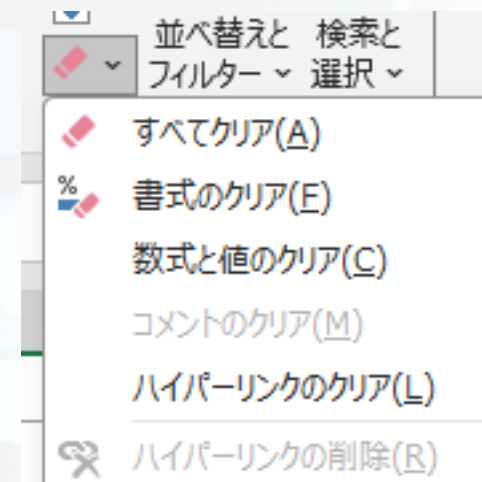 並べ替えと 検索と
フィルター 選択
すべてクリア(A)
%
書式のクリア(F)
数式と値のクリア(C)
コメントのクリア(M)
ハイパーリンクのクリア(L)
ハイパーリンクの削除(R)